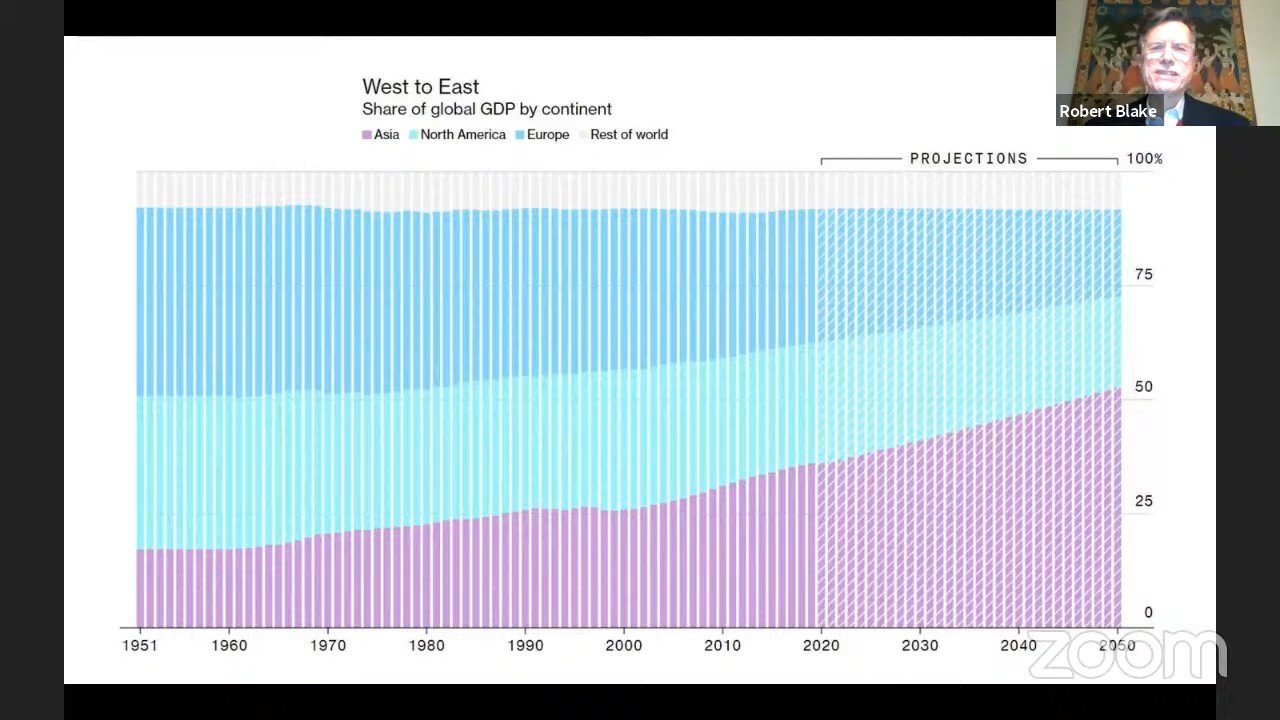 West to East
Share of global GDP by continent
Asia North America Europe Rest of world
Robert Blake
PROJECTIONS 100%
75
50
25
0
1951 1960 1970 1980 1990 2000 2010 2020 2030 2040 2050
zoom